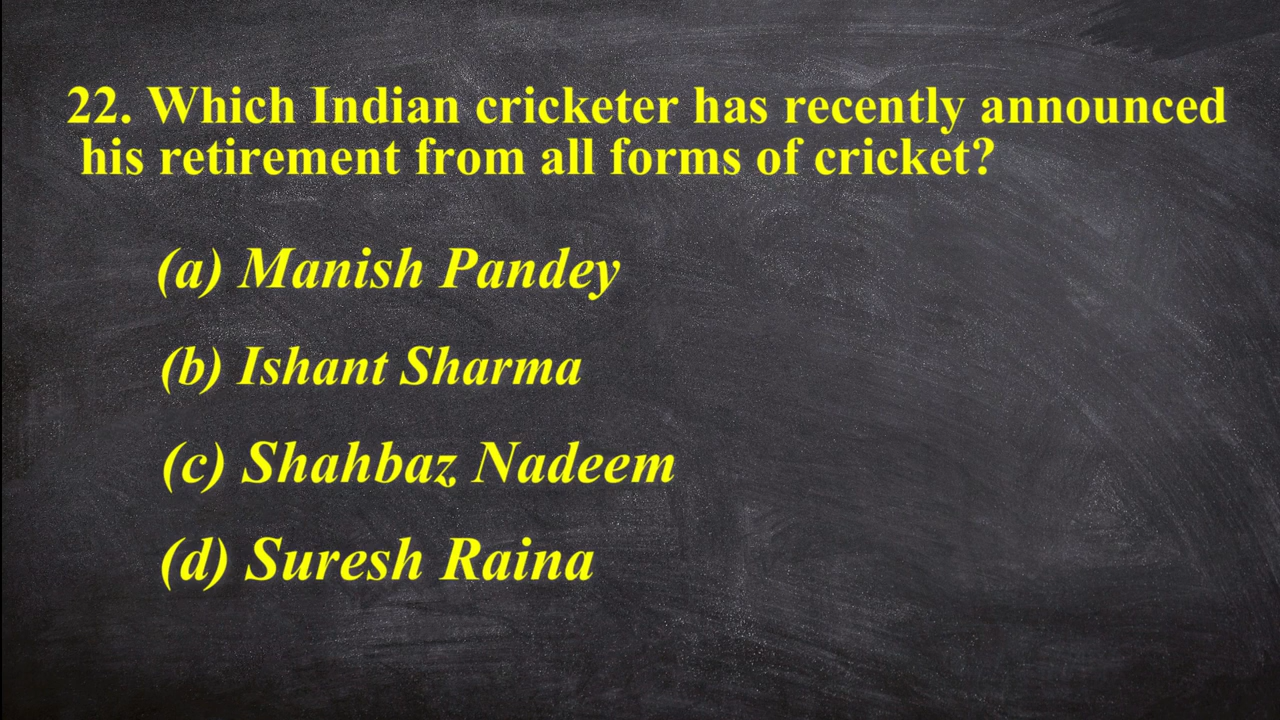 22. Which Indian cricketer has recently announced
his retirement from all forms of cricket?
(a) Manish Pandey
(b) Ishant Sharma
(c) Shahbaz Nadeem
(d) Suresh Raina